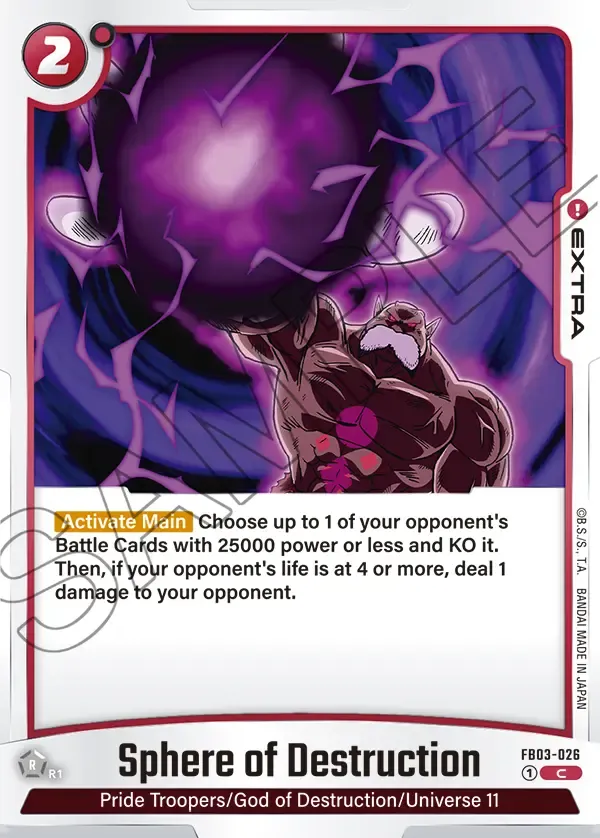 2
! EXTRA
SAMPLE
Activate Main Choose up to 1 of your opponent's
Battle Cards with 25000 power or less and KO it.
Then, if your opponent's life is at 4 or more, deal 1
damage to your opponent.
©B.S./S., T.A. BANDAI MADE IN JAPAN
R R1
Sphere of Destruction
FB03-026
1 C
Pride Troopers/God of Destruction/Universe 11